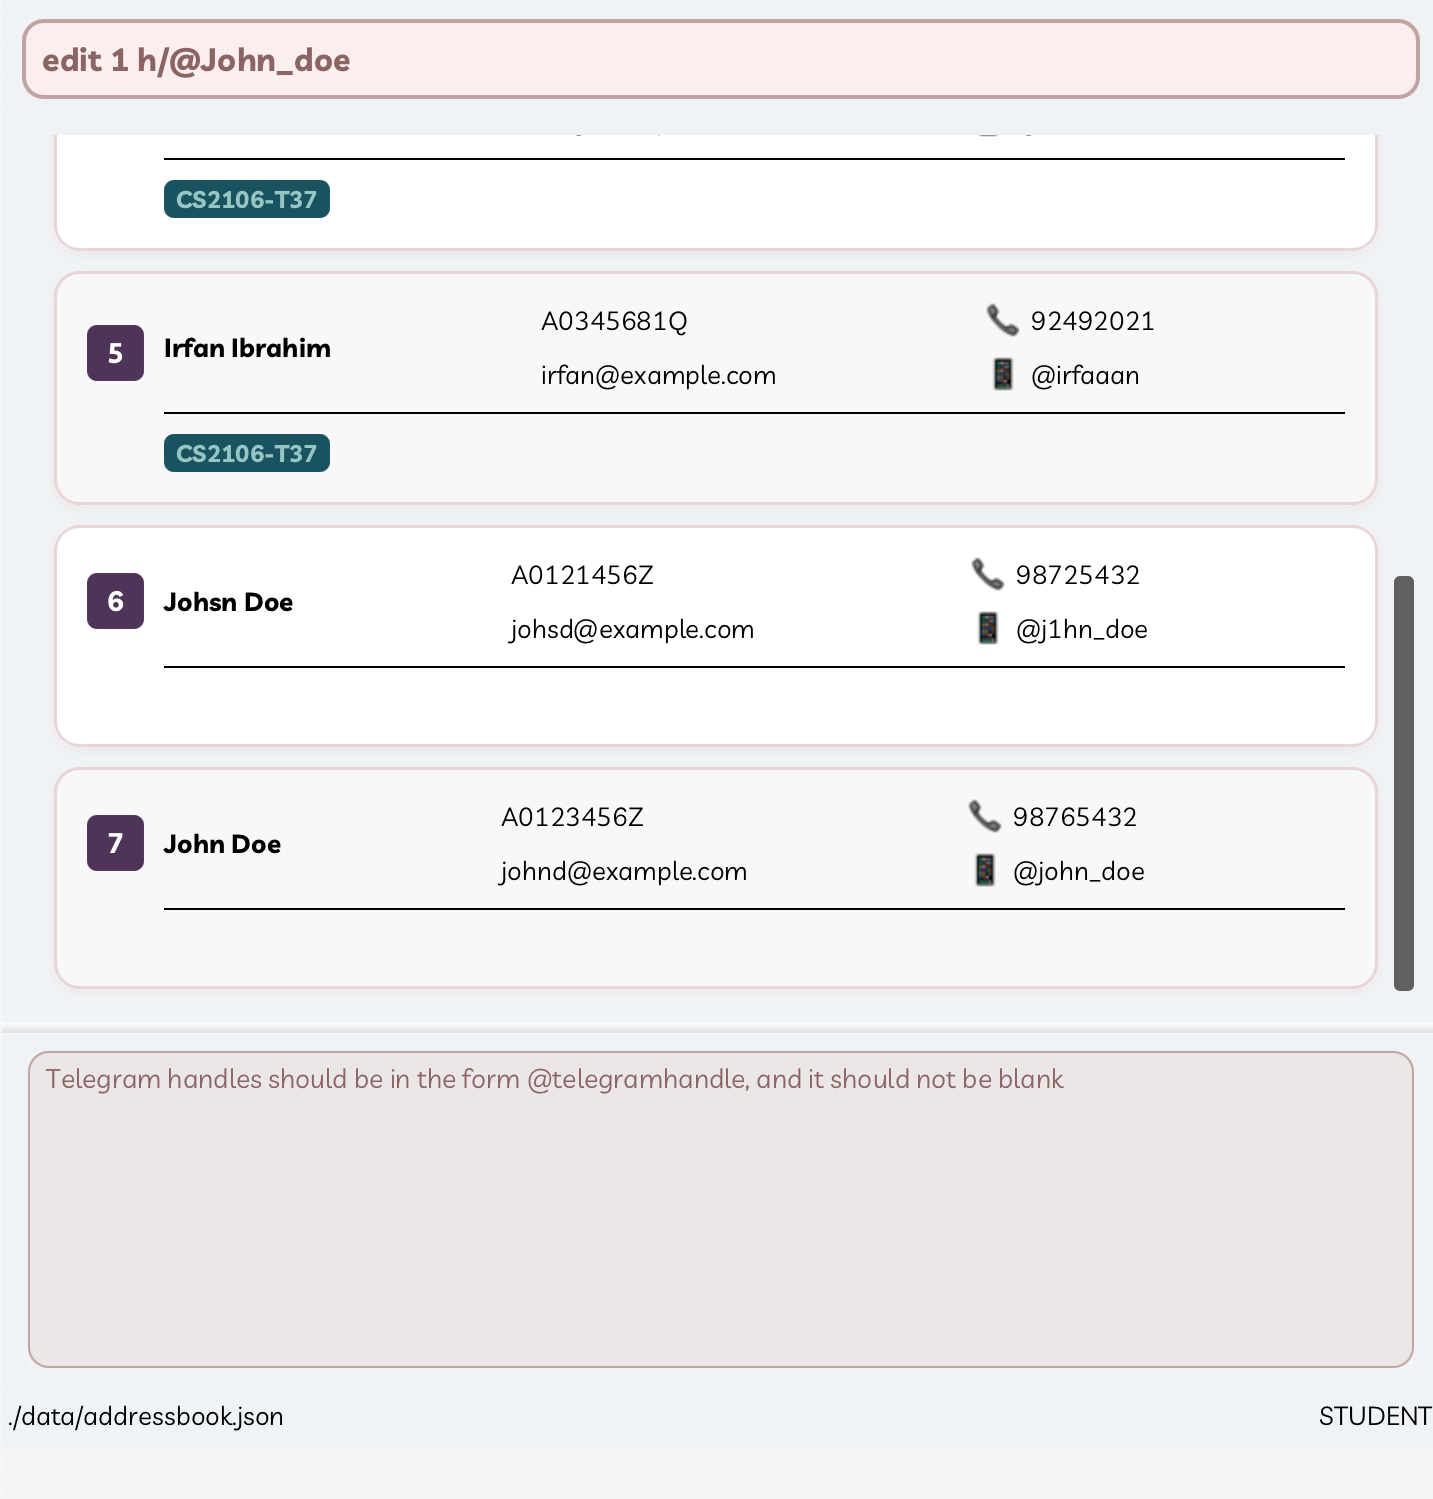 edit 1 h/@John_doe
CS2106-T37
5 Irfan Ibrahim
A0345681Q
92492021
irfan@example.com
@irfaaan
CS2106-T37
6 Johsn Doe
A0121456Z
98725432
johsd@example.com
@j1hn_doe
7 John Doe
A0123456Z
98765432
johnd@example.com
@john_doe
Telegram handles should be in the form @telegramhandle, and it should not be blank
./data/addressbook.json
STUDENT